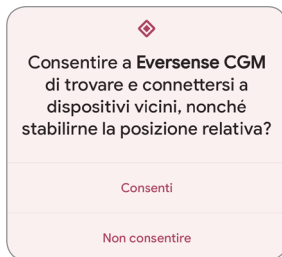 Consentire a Eversense CGM
di trovare e connettersi a
dispositivi vicini, nonché
stabilirne la posizione relativa?
Consenti
Non consentire